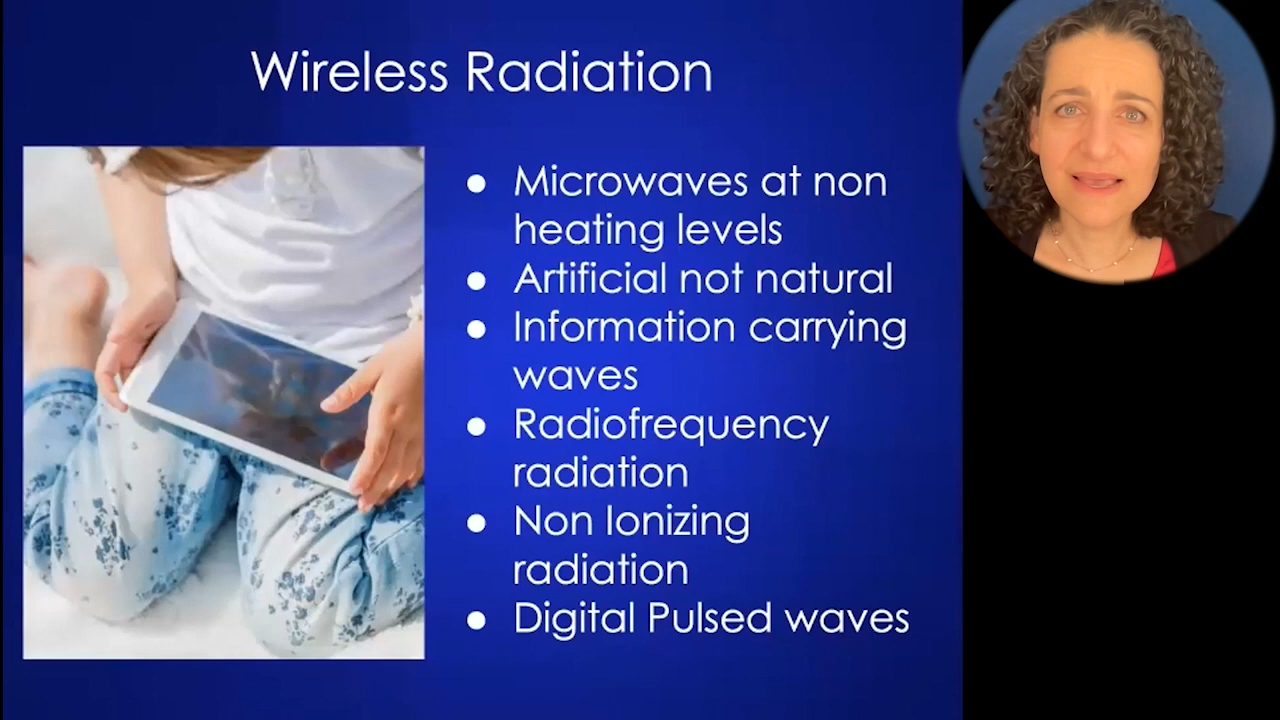 Wireless Radiation
● Microwaves at non
heating levels
● Artificial not natural
● Information carrying
waves
● Radiofrequency
radiation
● Non Ionizing
radiation
● Digital Pulsed waves